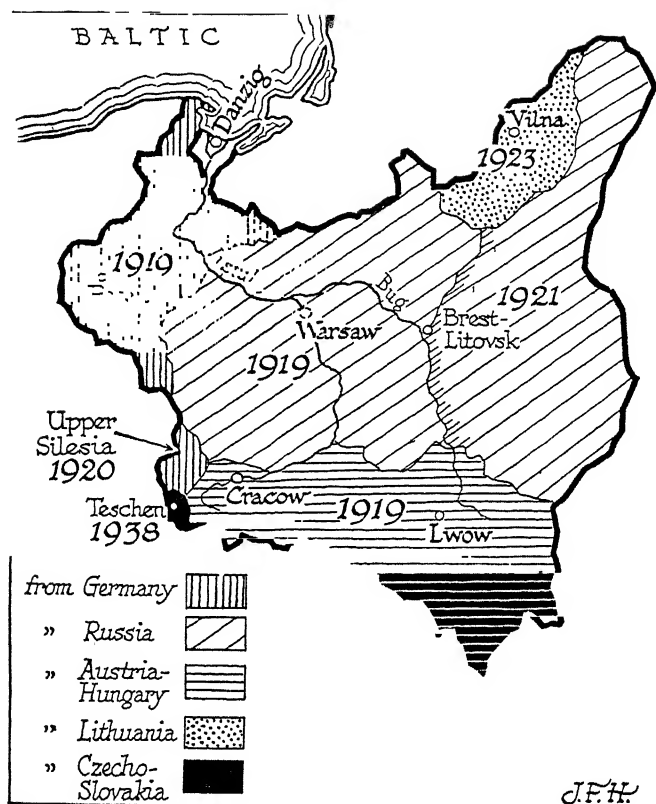 BALTIC
Danzig
Vilna
1923
1919
Bug
1921
Brest-
Litovsk
Warsaw
1919
Upper
Silesia
1920
Cracow
Teschen
1938
1919
Lwow
from Germany
" Russia
" Austria-
Hungary
" Lithuania
" Czecho-
Slovakia
J.F.H.